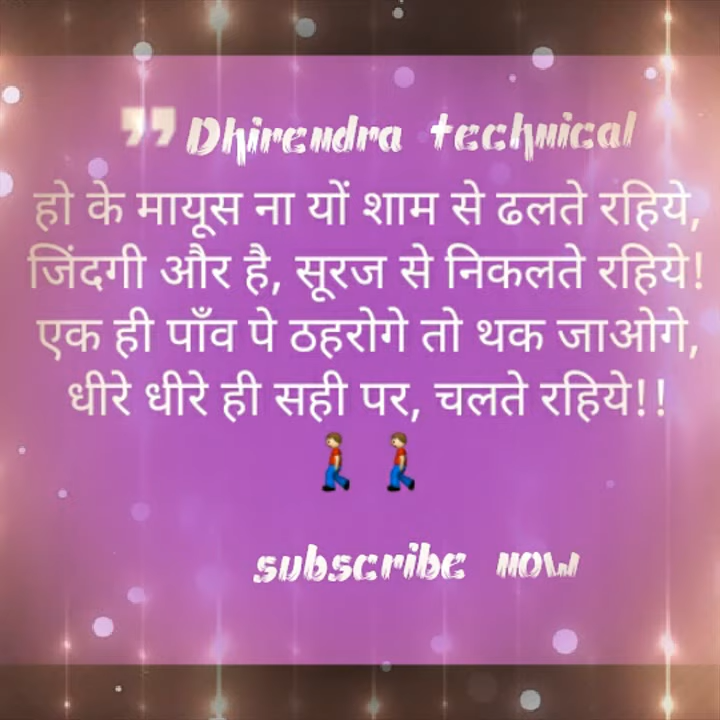 ❞ Dhirendra technical
हो के मायूस ना यों शाम से ढलते रहिये,
जिंदगी और है, सूरज से निकलते रहिये!
एक ही पाँव पे ठहरोगे तो थक जाओगे,
धीरे धीरे ही सही पर, चलते रहिये!!
🚶 🚶
subscribe now